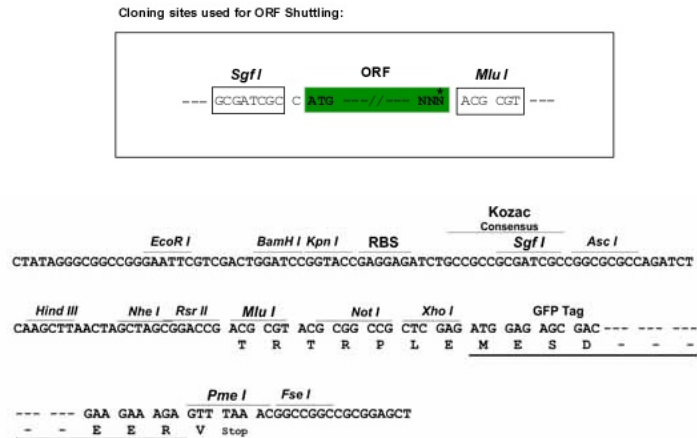 Cloning sites used for ORF Shuttling:
Sgf I ORF Mlu I
--- GCGATCGC C ATG ---//--- NNN* ACG CGT ---
Kozac
Consensus
EcoR I BamH I Kpn I RBS Sgf I Asc I
CTATAGGGCGGCCGGGAATTCGTCGACTGGATCCGGTACCGAGGAGATCTGCCGCCGCGATCGCCGGCGCGCCAGATCT
Hind III Nhe I Rsr II Mlu I Not I Xho I GFP Tag
CAAGCTTAACTAGCTAGCGGACCG ACG CGT ACG CGG CCG CTC GAG ATG GAG AGC GAC --- --- ---
T R T R P L E M E S D - - -
Pme I Fse I
--- --- GAA GAA AGA GTT TAA ACGGCCGGCCGCGGAGCT
- - E E R V Stop